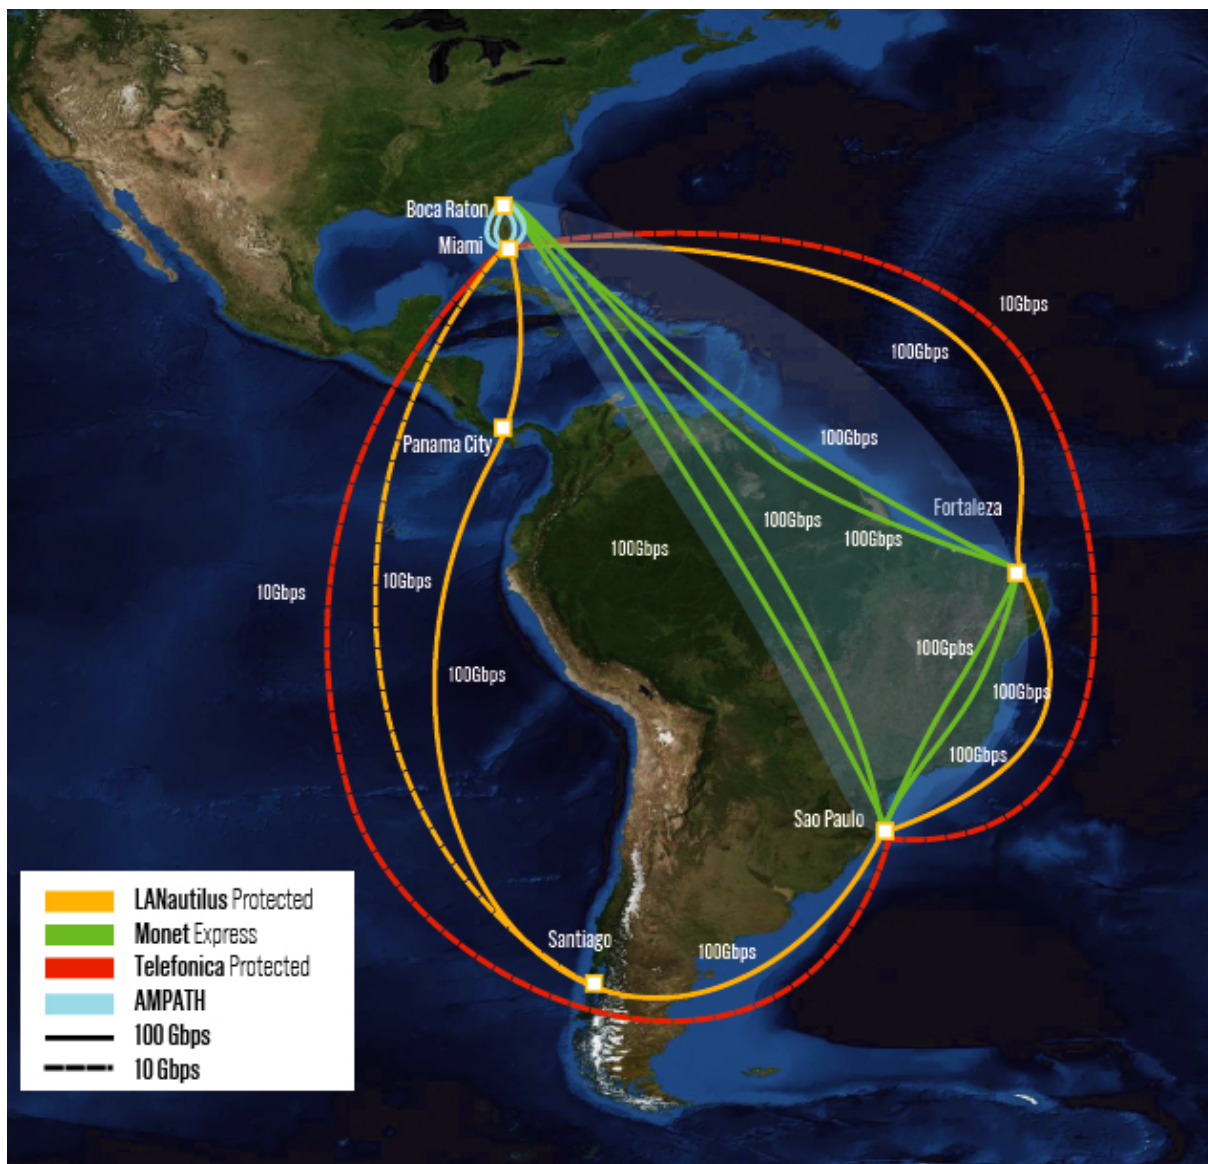 Boca Raton
Miami
10Gbps
100Gbps
100Gbps
Panama City
Fortaleza
100Gbps
100Gbps
100Gbps
10Gbps
10Gbps
100Gpbs
100Gbps
100Gbps
100Gbps
Sao Paulo
Santiago
100Gbps
LANautilus Protected
Monet Express
Telefonica Protected
AMPATH
100 Gbps
10 Gbps